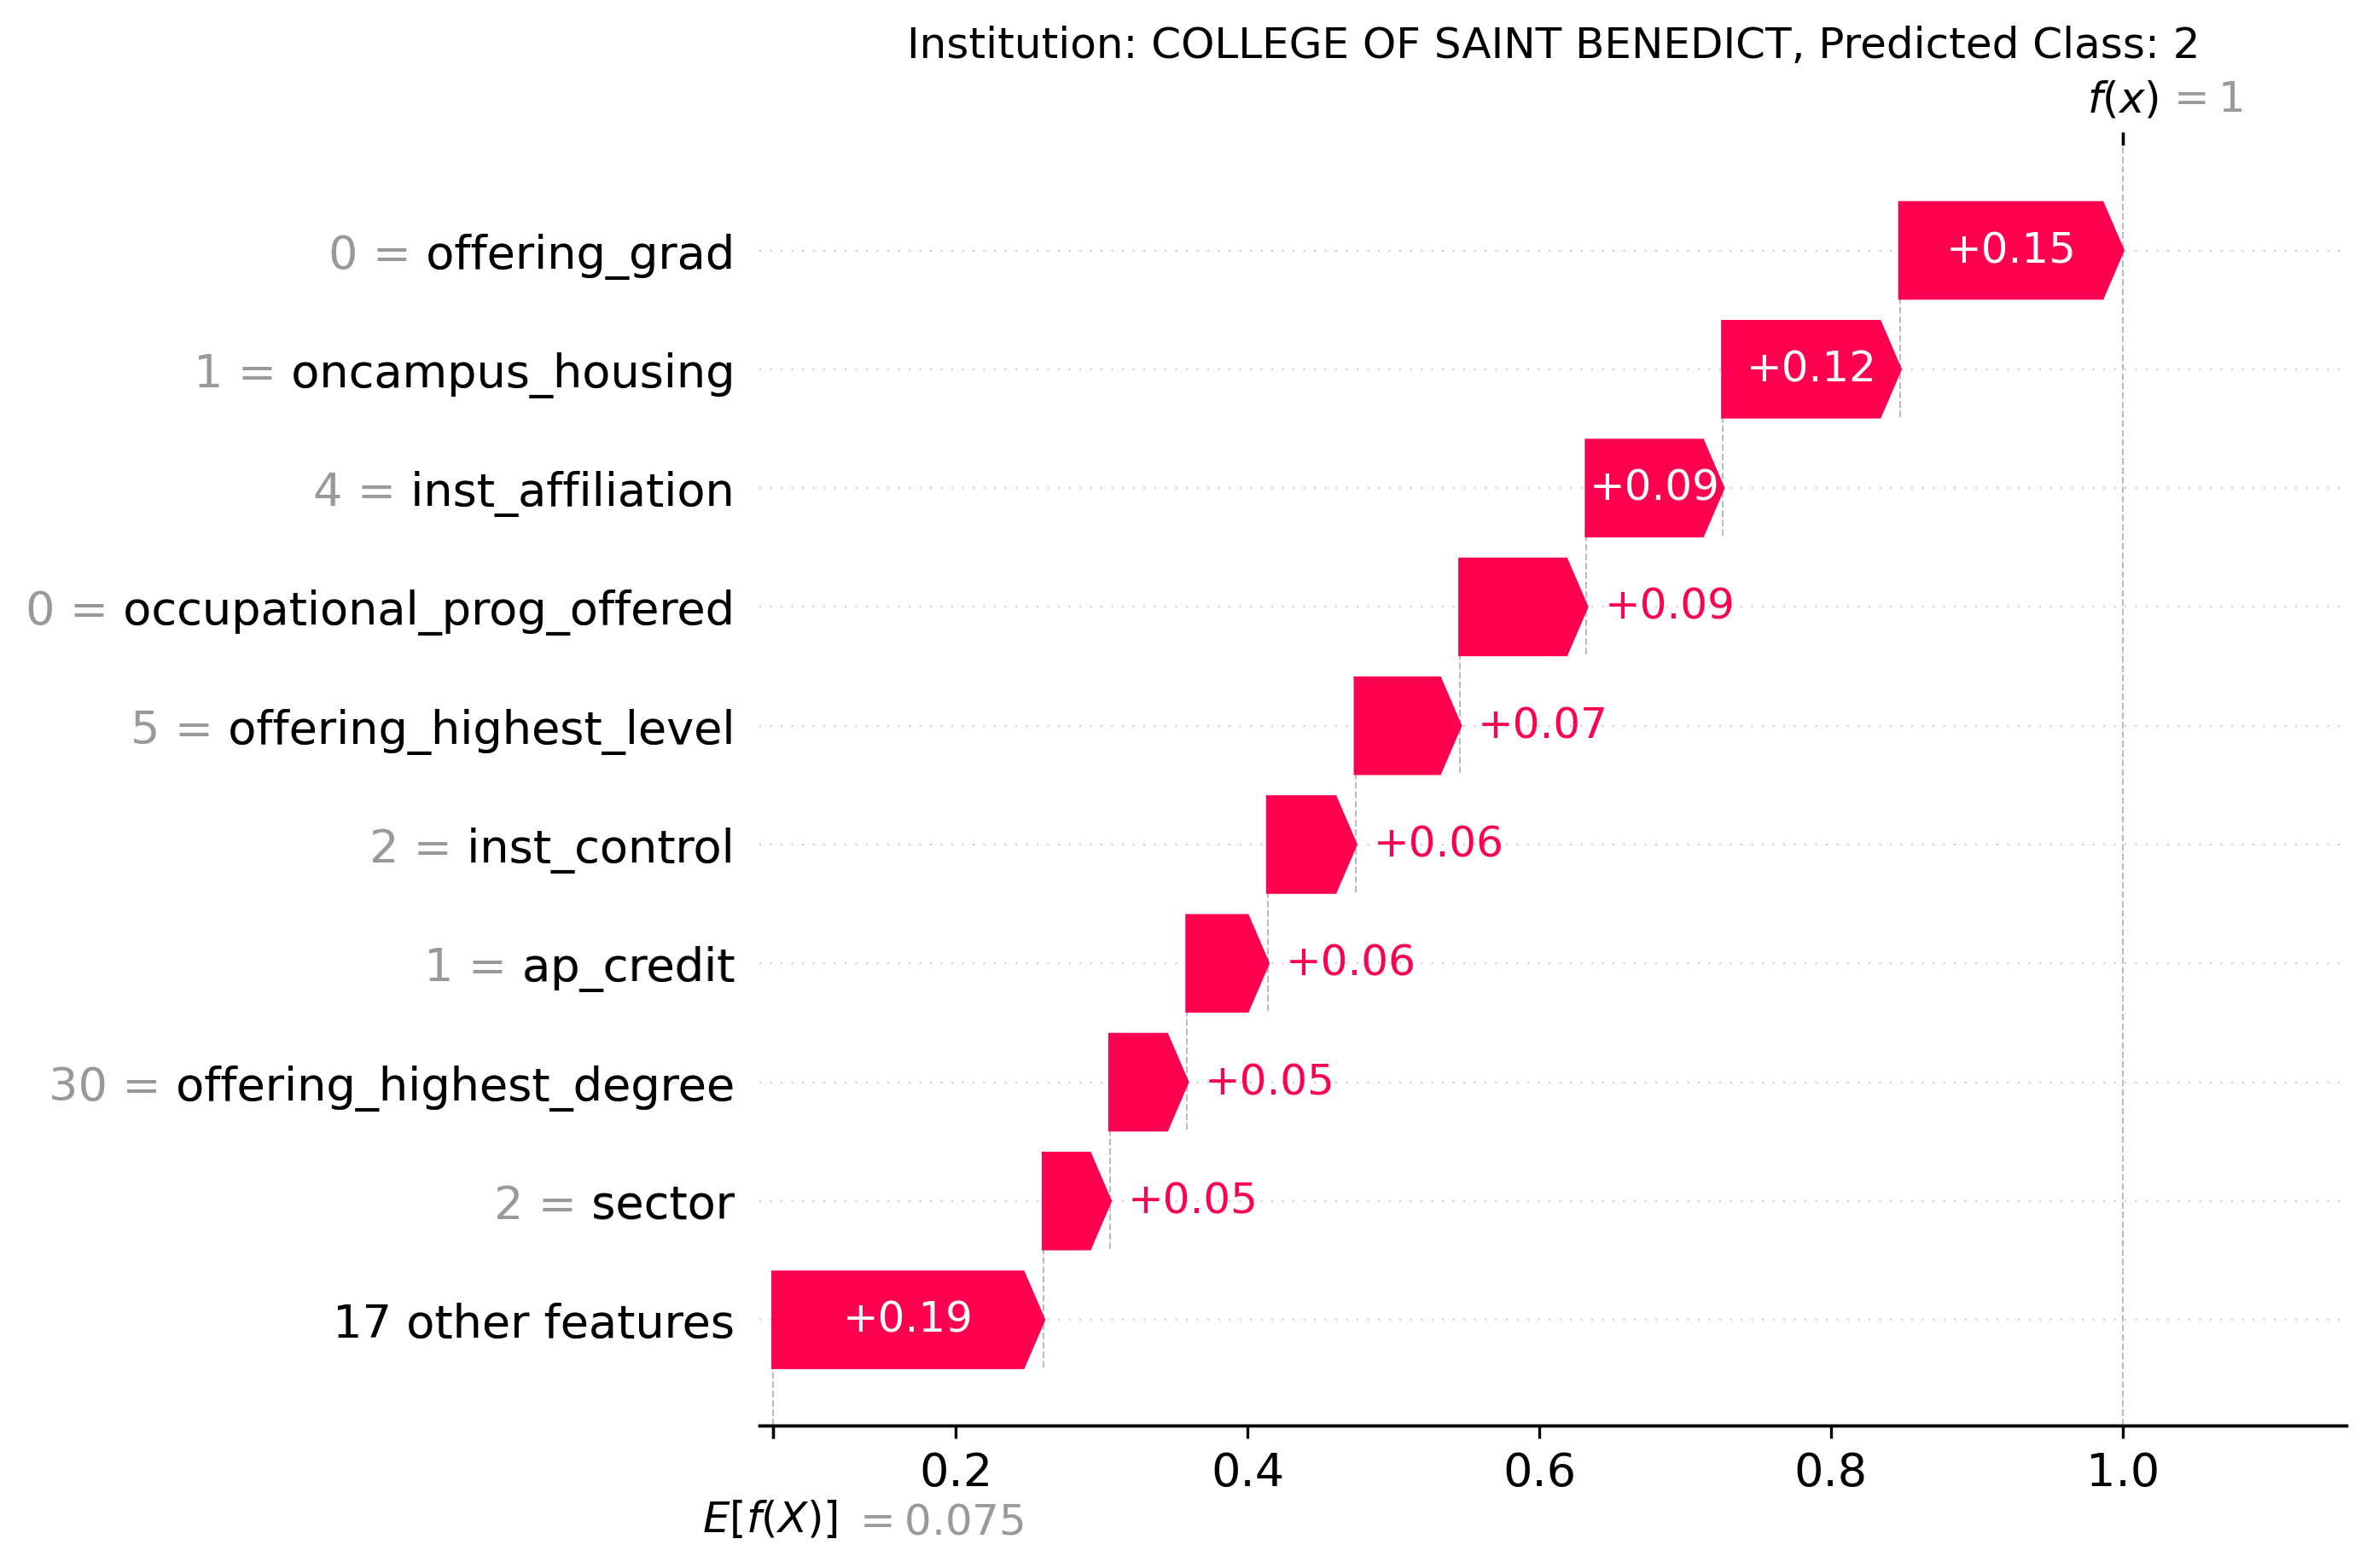 Institution: COLLEGE OF SAINT BENEDICT, Predicted Class: 2
f(x) = 1
0 = offering_grad +0.15
1 = oncampus_housing +0.12
4 = inst_affiliation +0.09
0 = occupational_prog_offered +0.09
5 = offering_highest_level +0.07
2 = inst_control +0.06
1 = ap_credit +0.06
30 = offering_highest_degree +0.05
2 = sector +0.05
17 other features +0.19
0.2 0.4 0.6 0.8 1.0
E[f(X)] = 0.075